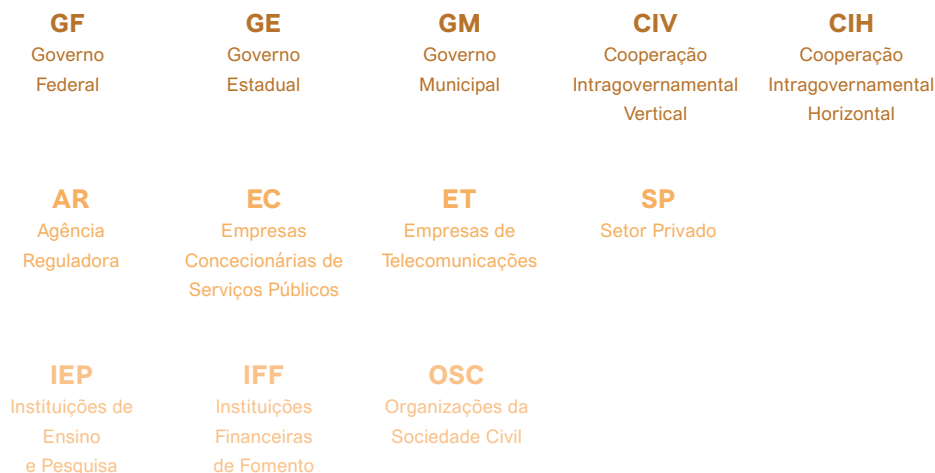 GF
Governo
Federal
GE
Governo
Estadual
GM
Governo
Municipal
CIV
Cooperação
Intragovernamental
Vertical
CIH
Cooperação
Intragovernamental
Horizontal
AR
Agência
Reguladora
EC
Empresas
Concecionárias de
Serviços Públicos
ET
Empresas de
Telecomunicações
SP
Setor Privado
IEP
Instituições de
Ensino
e Pesquisa
IFF
Instituições
Financeiras
de Fomento
OSC
Organizações da
Sociedade Civil